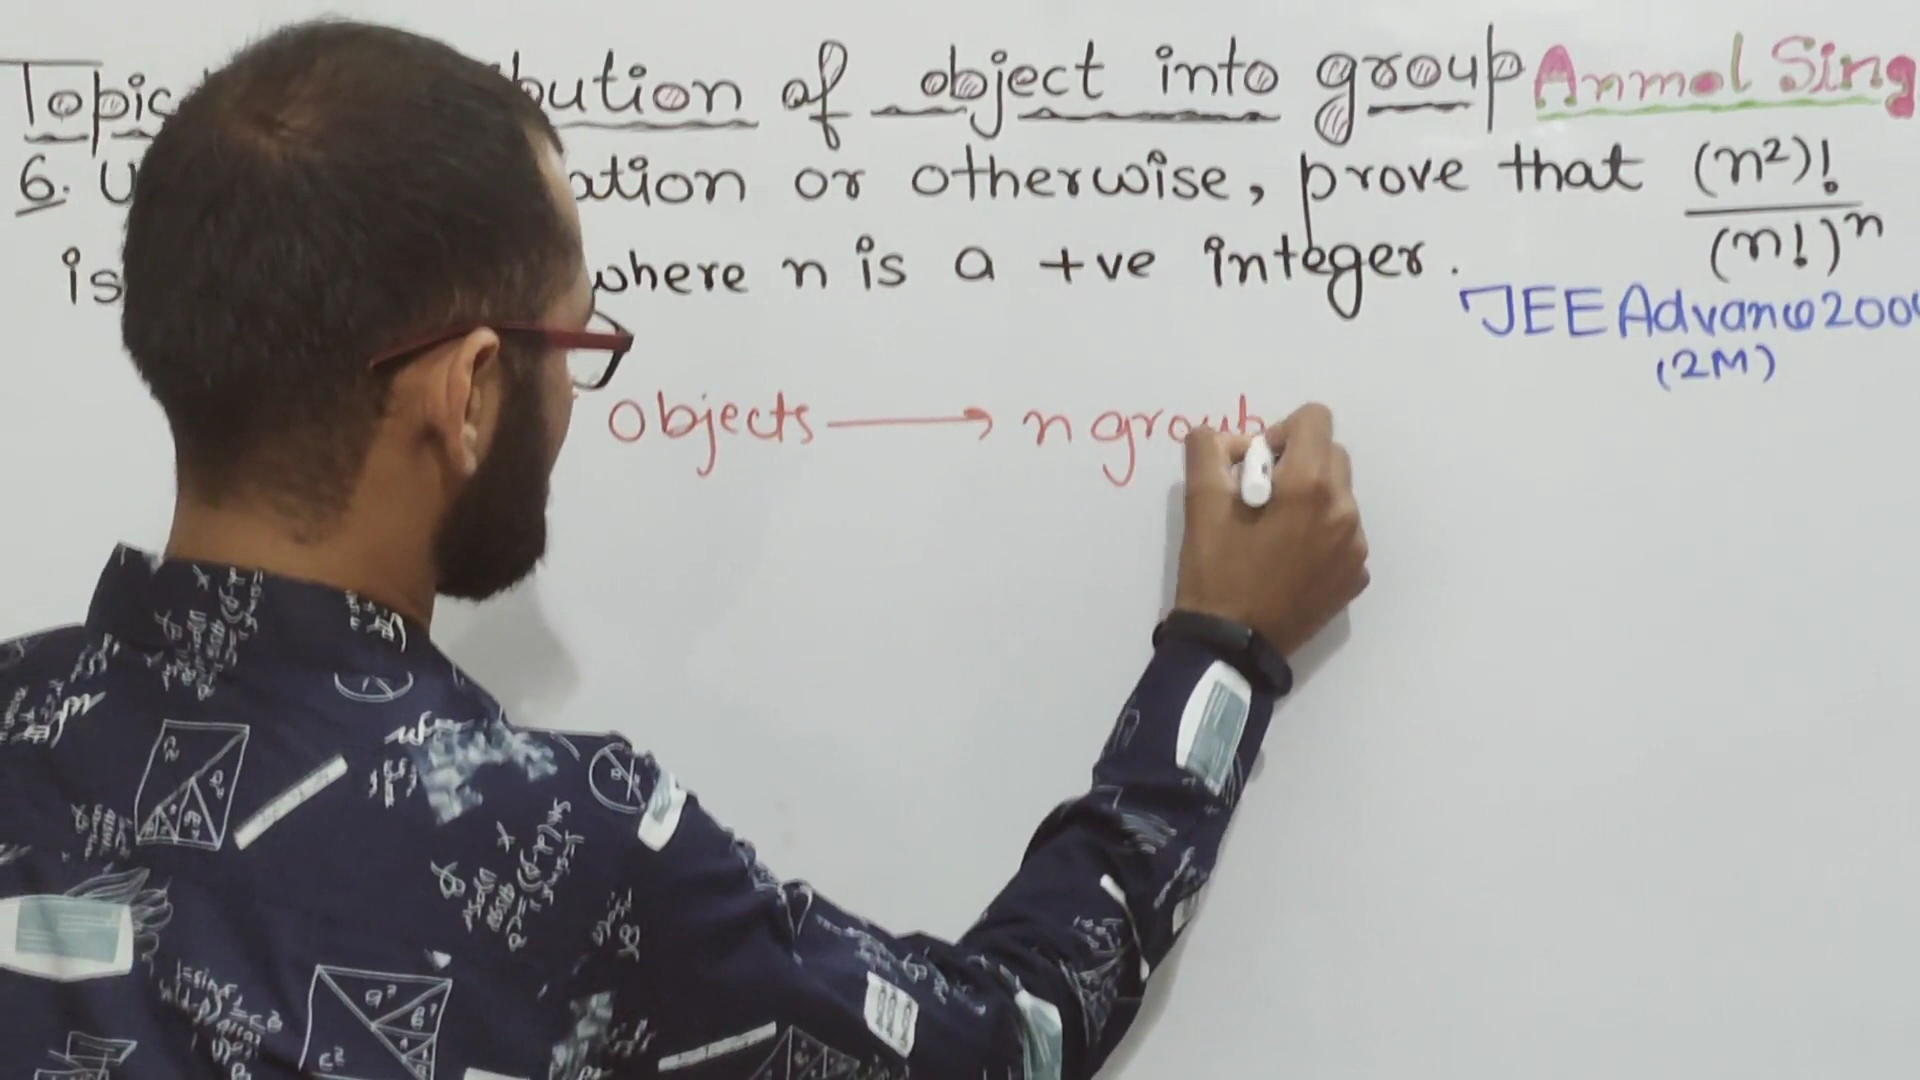 Topic bution of object into group Anmol Sing
6. U ation or otherwise, prove that (n²)! / (n!)ⁿ
is where n is a +ve integer.
JEE Advance 200
(2M)
objects → n group